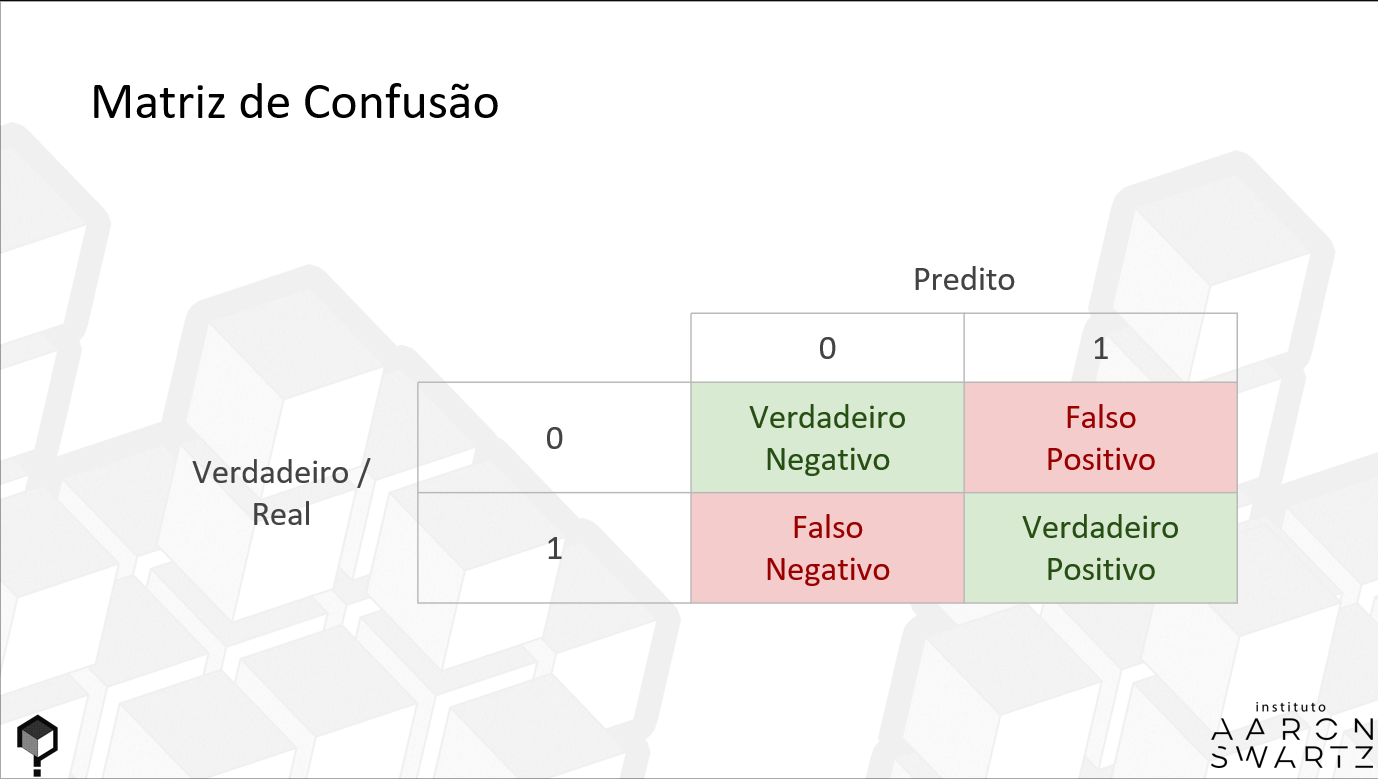 Matriz de Confusão
Predito
0 1
0
Verdadeiro
Negativo
Falso
Positivo
Verdadeiro /
Real
1
Falso
Negativo
Verdadeiro
Positivo
instituto
AARON
SWARTZ